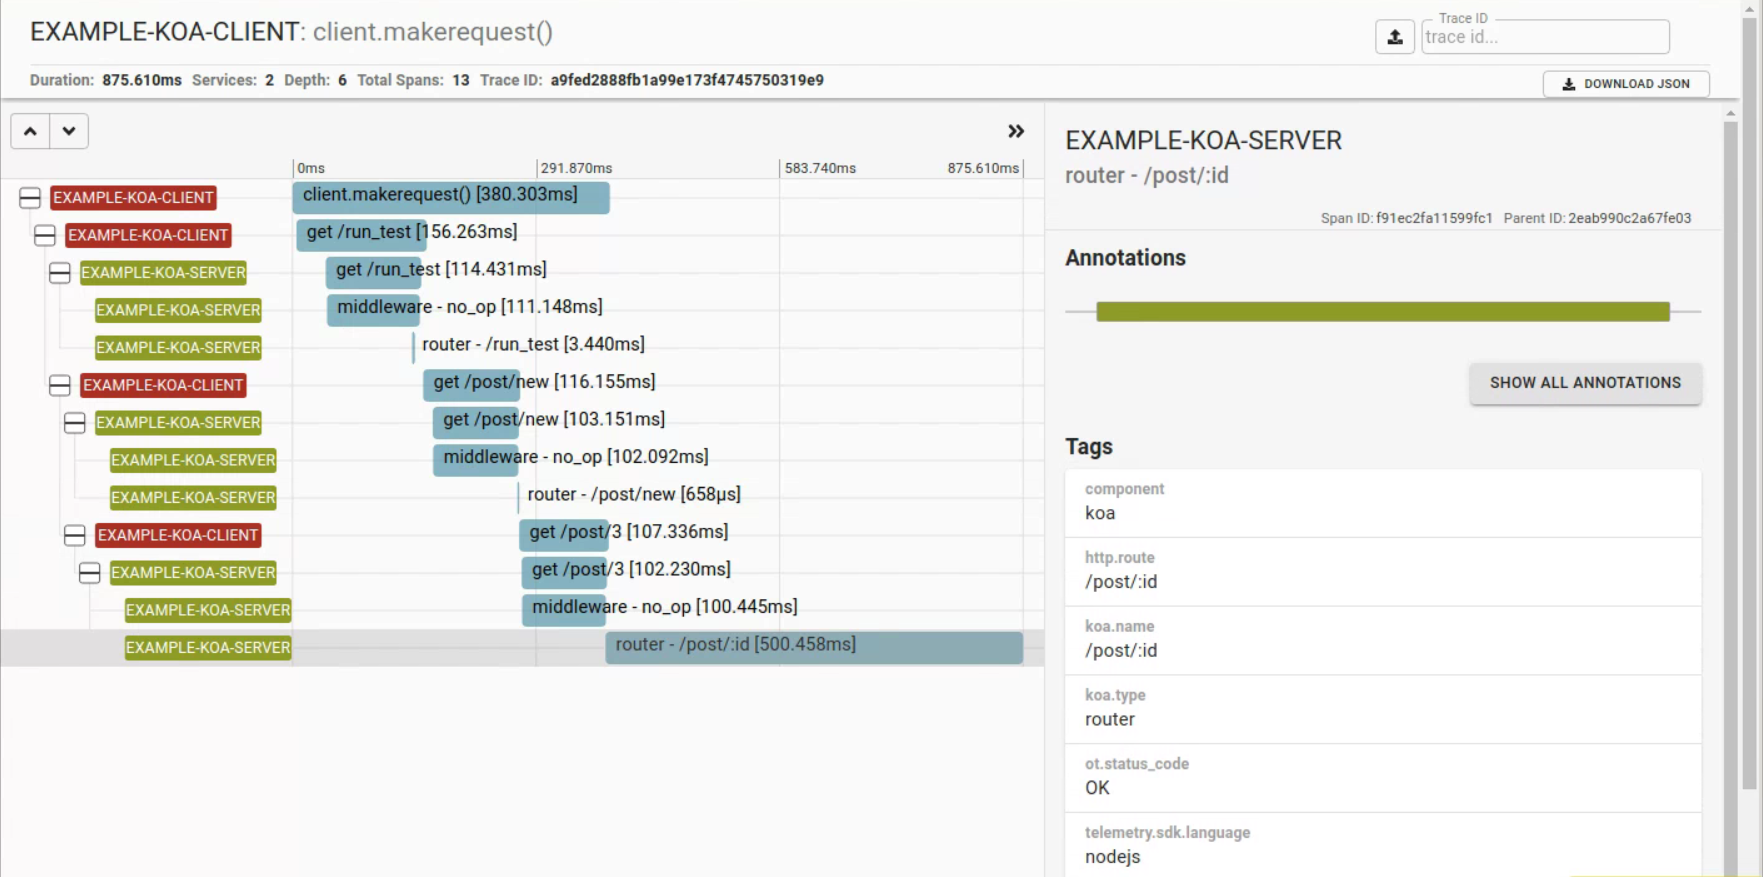 EXAMPLE-KOA-CLIENT: client.makerequest()
Trace ID
trace id...
Duration: 875.610ms Services: 2 Depth: 6 Total Spans: 13 Trace ID: a9fed2888fb1a99e173f4745750319e9
DOWNLOAD JSON
0ms 291.870ms 583.740ms 875.610ms
EXAMPLE-KOA-CLIENT client.makerequest() [380.303ms]
EXAMPLE-KOA-CLIENT get /run_test [156.263ms]
EXAMPLE-KOA-SERVER get /run_test [114.431ms]
EXAMPLE-KOA-SERVER middleware - no_op [111.148ms]
EXAMPLE-KOA-SERVER router - /run_test [3.440ms]
EXAMPLE-KOA-CLIENT get /post/new [116.155ms]
EXAMPLE-KOA-SERVER get /post/new [103.151ms]
EXAMPLE-KOA-SERVER middleware - no_op [102.092ms]
EXAMPLE-KOA-SERVER router - /post/new [658μs]
EXAMPLE-KOA-CLIENT get /post/3 [107.336ms]
EXAMPLE-KOA-SERVER get /post/3 [102.230ms]
EXAMPLE-KOA-SERVER middleware - no_op [100.445ms]
EXAMPLE-KOA-SERVER router - /post/:id [500.458ms]
EXAMPLE-KOA-SERVER
router - /post/:id
Span ID: f91ec2fa11599fc1 Parent ID: 2eab990c2a67fe03
Annotations
SHOW ALL ANNOTATIONS
Tags
component
koa
http.route
/post/:id
koa.name
/post/:id
koa.type
router
ot.status_code
OK
telemetry.sdk.language
nodejs